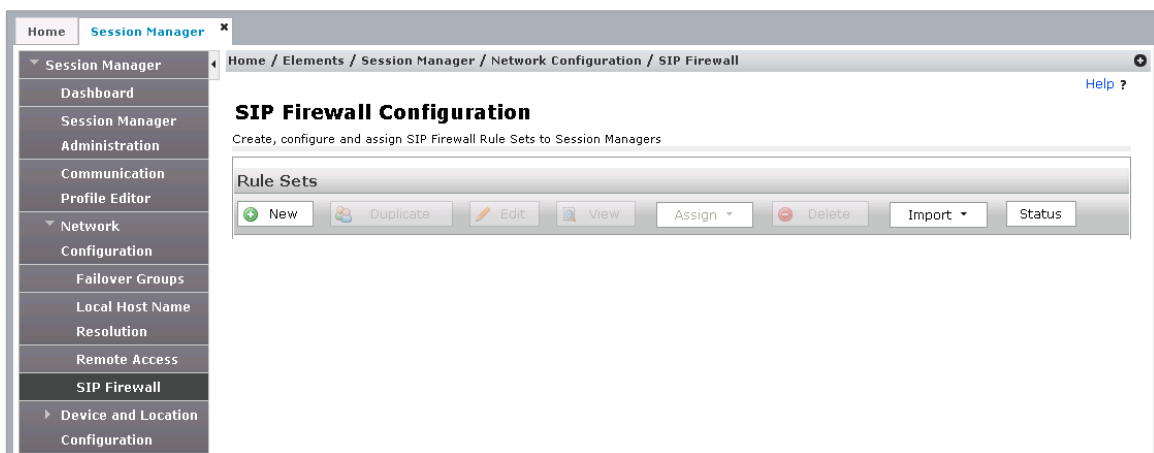 Home Session Manager ×
Session Manager
Home / Elements / Session Manager / Network Configuration / SIP Firewall
Help ?
Dashboard
Session Manager
Administration
Communication
Profile Editor
Network
Configuration
Failover Groups
Local Host Name
Resolution
Remote Access
SIP Firewall
Device and Location
Configuration
SIP Firewall Configuration
Create, configure and assign SIP Firewall Rule Sets to Session Managers
Rule Sets
New Duplicate Edit View Assign Delete Import Status